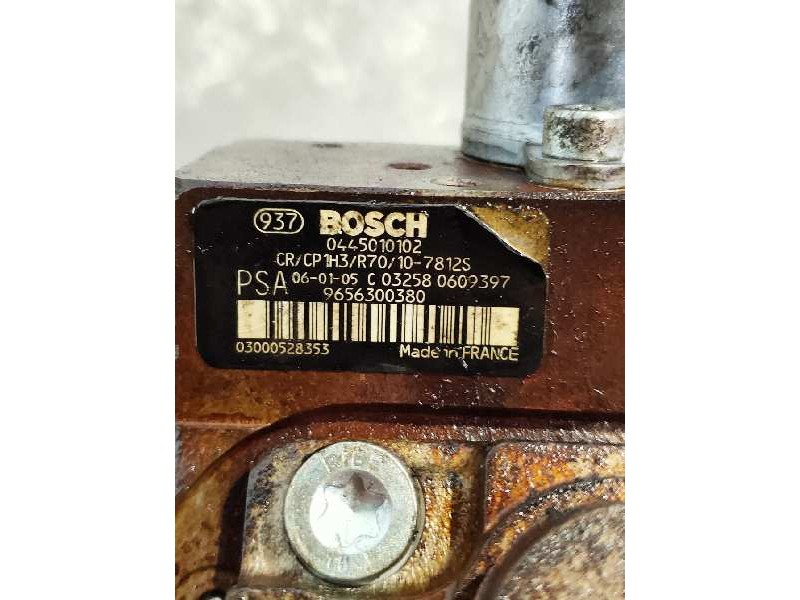 937 BOSCH
0445010102
CR/CP1H3/R70/10-7812S
PSA 06-01-05 C 03258 0609397
9656300380
03000528353 Made in FRANCE